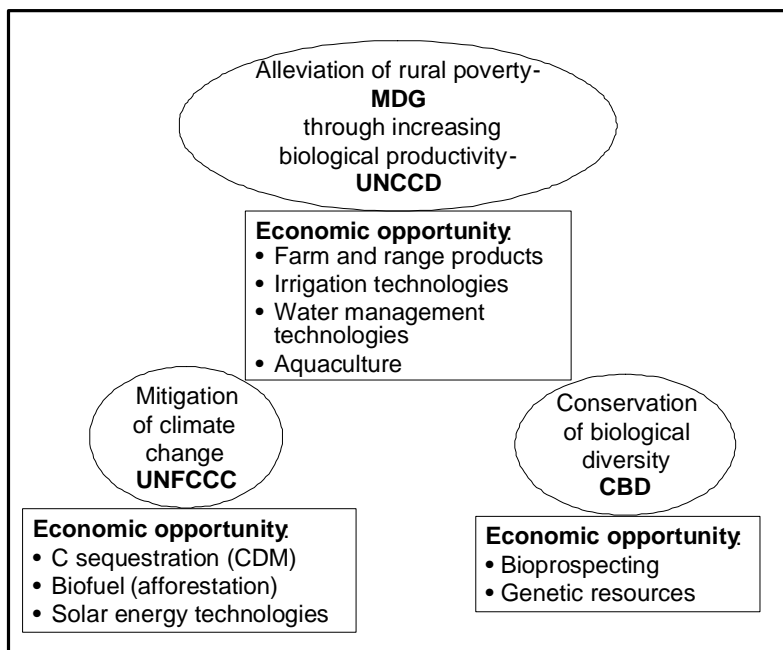 Alleviation of rural poverty-
MDG
through increasing
biological productivity-
UNCCD
Economic opportunity:
• Farm and range products
• Irrigation technologies
• Water management
technologies
• Aquaculture
Mitigation
of climate
change
UNFCCC
Economic opportunity:
• C sequestration (CDM)
• Biofuel (afforestation)
• Solar energy technologies
Conservation
of biological
diversity
CBD
Economic opportunity:
• Bioprospecting
• Genetic resources